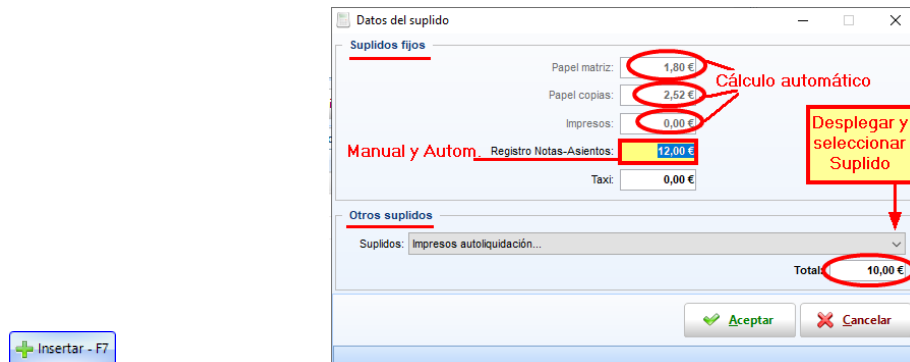 Datos del suplido
Suplidos fijos
Papel matriz: 1,80 €
Cálculo automático
Papel copias: 2,52 €
Impresos: 0,00 €
Desplegar y
seleccionar
Suplido
Manual y Autom. Registro Notas-Asientos: 12,00 €
Taxi: 0,00 €
Otros suplidos
Suplidos: Impresos autoliquidación...
Total: 10,00 €
Aceptar Cancelar
Insertar - F7